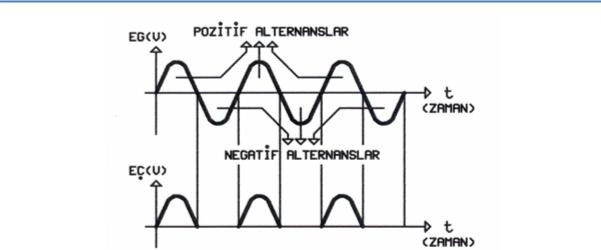 POZİTİF ALTERNANSLAR
EG(V)
t
(ZAMAN)
NEGATİF ALTERNANSLAR
EÇ(V)
t
(ZAMAN)